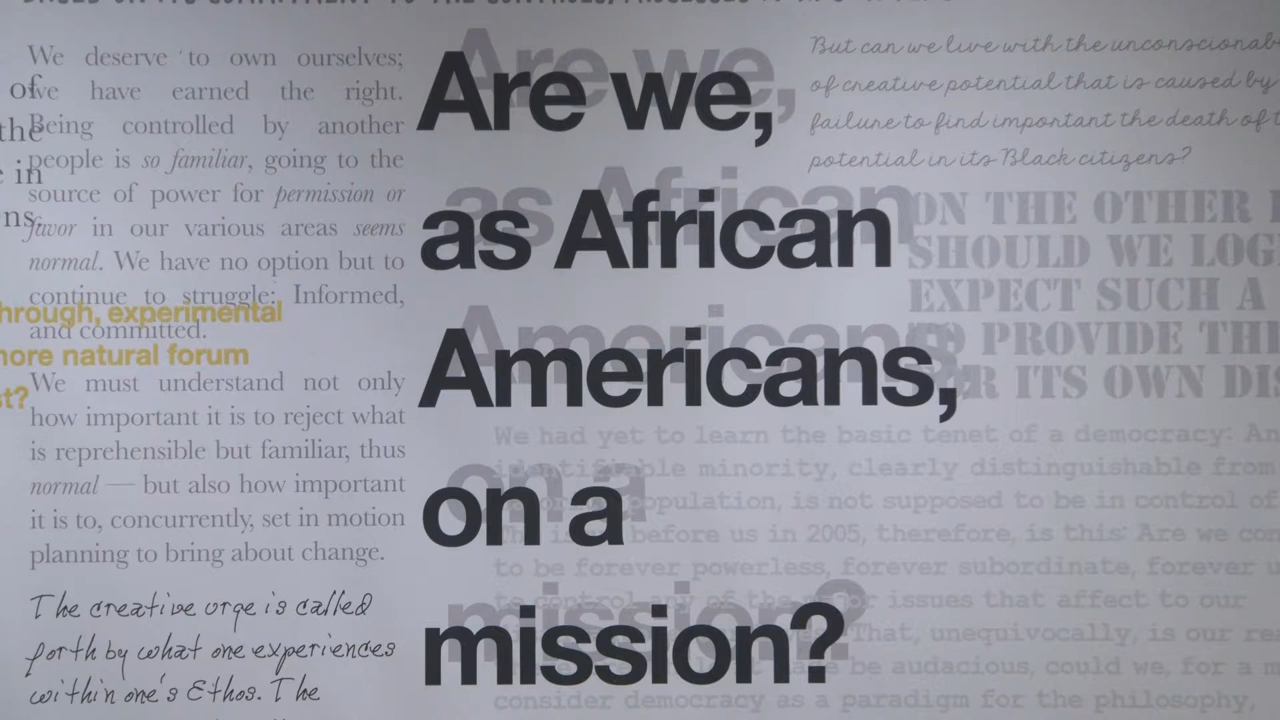 We deserve to own ourselves;
we have earned the right.
Being controlled by another
people is so familiar, going to the
source of power for permission or
favor in our various areas seems
normal. We have no option but to
continue to struggle: Informed,
and committed.
We must understand not only
how important it is to reject what
is reprehensible but familiar, thus
normal — but also how important
it is to, concurrently, set in motion
planning to bring about change.
The creative urge is called
forth by what one experiences
within one's Ethos. The
of
the
in
through, experimental
more natural forum
Are we,
as African
Americans,
on a
mission?
But can we live with the
of creative potential that is caused by
failure to find important the death of
potential in its Black citizens?
ON THE OTHER
SHOULD WE
EXPECT SUCH A
PROVIDE
ITS OWN
We had yet to learn the basic tenet of a democracy: An
identifiable minority, clearly distinguishable from
population, is not supposed to be in control of
before us in 2005, therefore, is this: Are we
to be forever powerless, forever subordinate, forever
to control any of the major issues that affect to our
That, unequivocally, is our
be audacious, could we, for a
consider democracy as a paradigm for the philosophy,